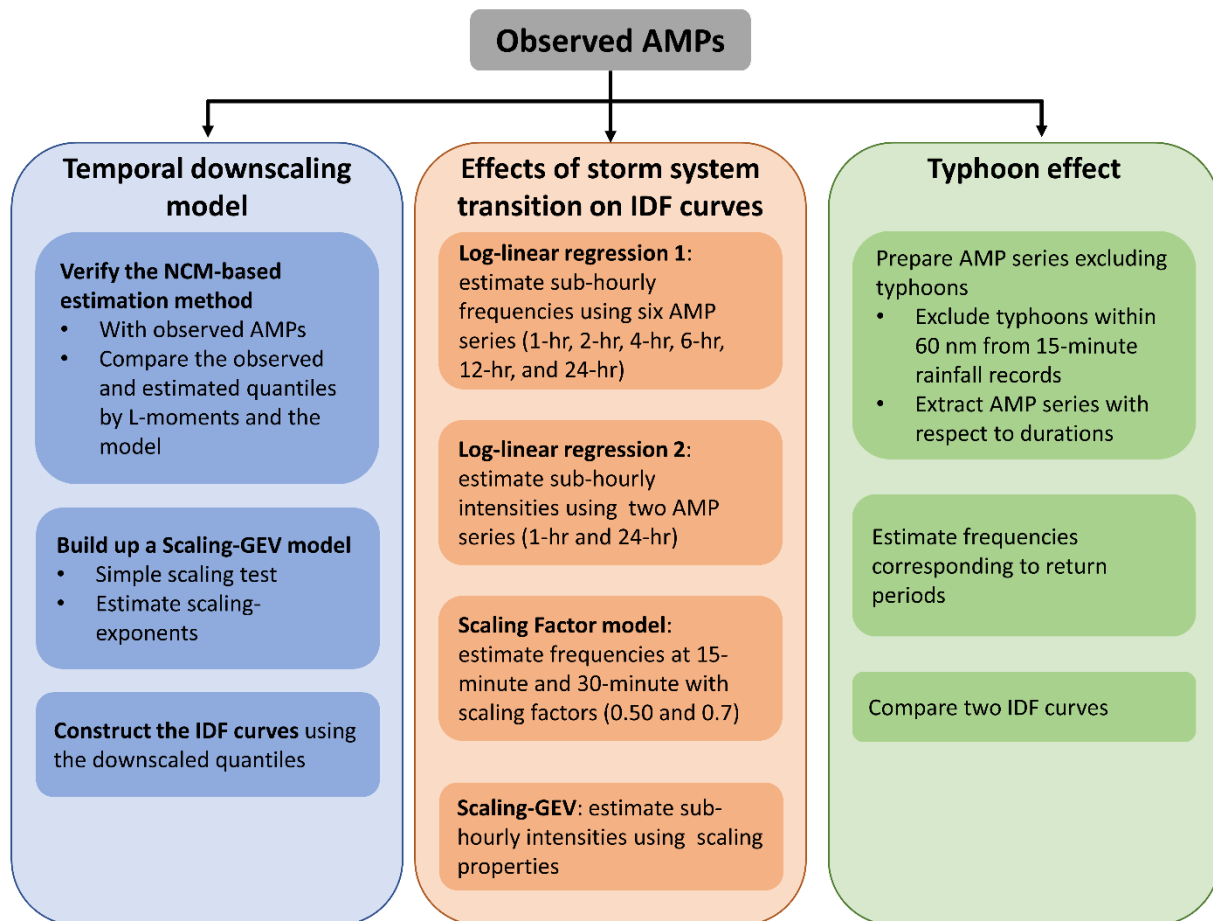 Observed AMPs
Temporal downscaling
model
Verify the NCM-based
estimation method
• With observed AMPs
• Compare the observed
and estimated quantiles
by L-moments and the
model
Build up a Scaling-GEV model
• Simple scaling test
• Estimate scaling-
exponents
Construct the IDF curves using
the downscaled quantiles
Effects of storm system
transition on IDF curves
Log-linear regression 1:
estimate sub-hourly
frequencies using six AMP
series (1-hr, 2-hr, 4-hr, 6-hr,
12-hr, and 24-hr)
Log-linear regression 2:
estimate sub-hourly
intensities using two AMP
series (1-hr and 24-hr)
Scaling Factor model:
estimate frequencies at 15-
minute and 30-minute with
scaling factors (0.50 and 0.7)
Scaling-GEV: estimate sub-
hourly intensities using scaling
properties
Typhoon effect
Prepare AMP series excluding
typhoons
• Exclude typhoons within
60 nm from 15-minute
rainfall records
• Extract AMP series with
respect to durations
Estimate frequencies
corresponding to return
periods
Compare two IDF curves